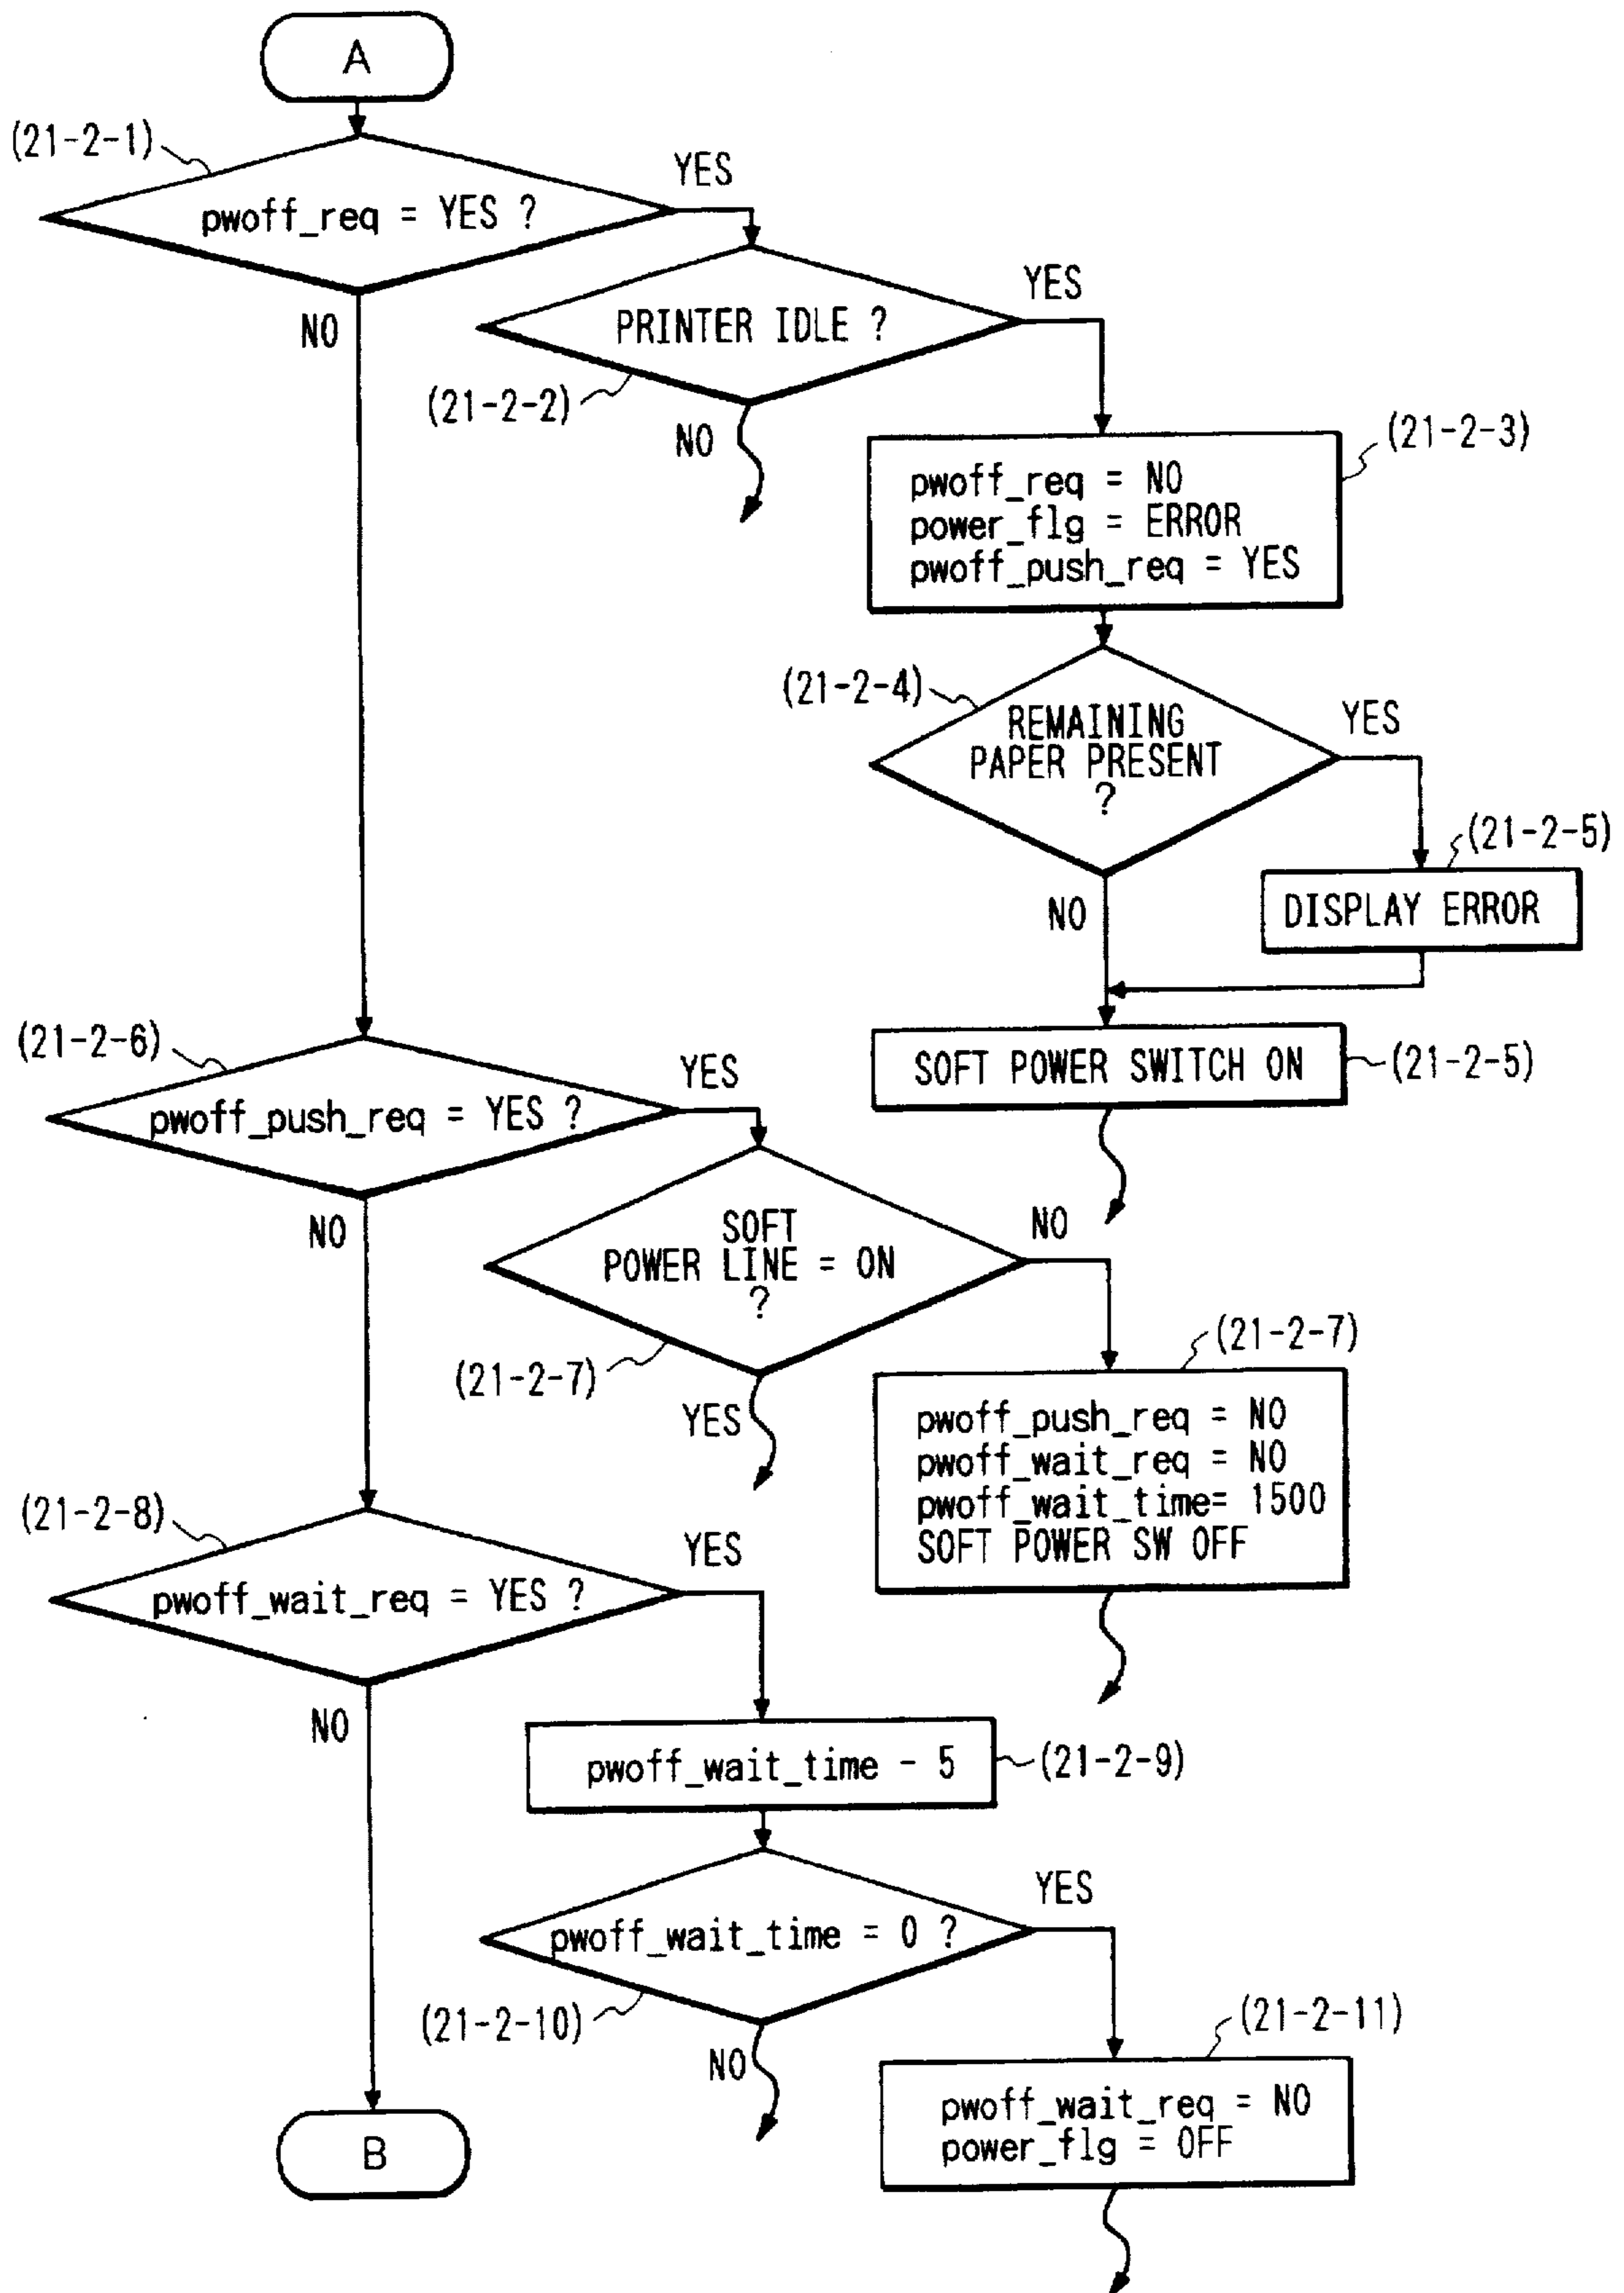 A
(21-2-1)
YES
pwoff_req = YES ?
YES
PRINTER IDLE ?
NO
(21-2-2)
NO
(21-2-3)
pwoff_req = NO
power_flg = ERROR
pwoff_push_req = YES
(21-2-4)
REMAINING
PAPER PRESENT
?
YES
(21-2-5)
DISPLAY ERROR
NO
SOFT POWER SWITCH ON
(21-2-5)
(21-2-6)
YES
pwoff_push_req = YES ?
NO
SOFT
POWER LINE = ON
?
NO
(21-2-7)
YES
(21-2-7)
pwoff_push_req = NO
pwoff_wait_req = NO
pwoff_wait_time= 1500
SOFT POWER SW OFF
(21-2-8)
YES
pwoff_wait_req = YES ?
NO
pwoff_wait_time - 5
(21-2-9)
YES
pwoff_wait_time = 0 ?
(21-2-10)
NO
(21-2-11)
pwoff_wait_req = NO
power_flg = OFF
B